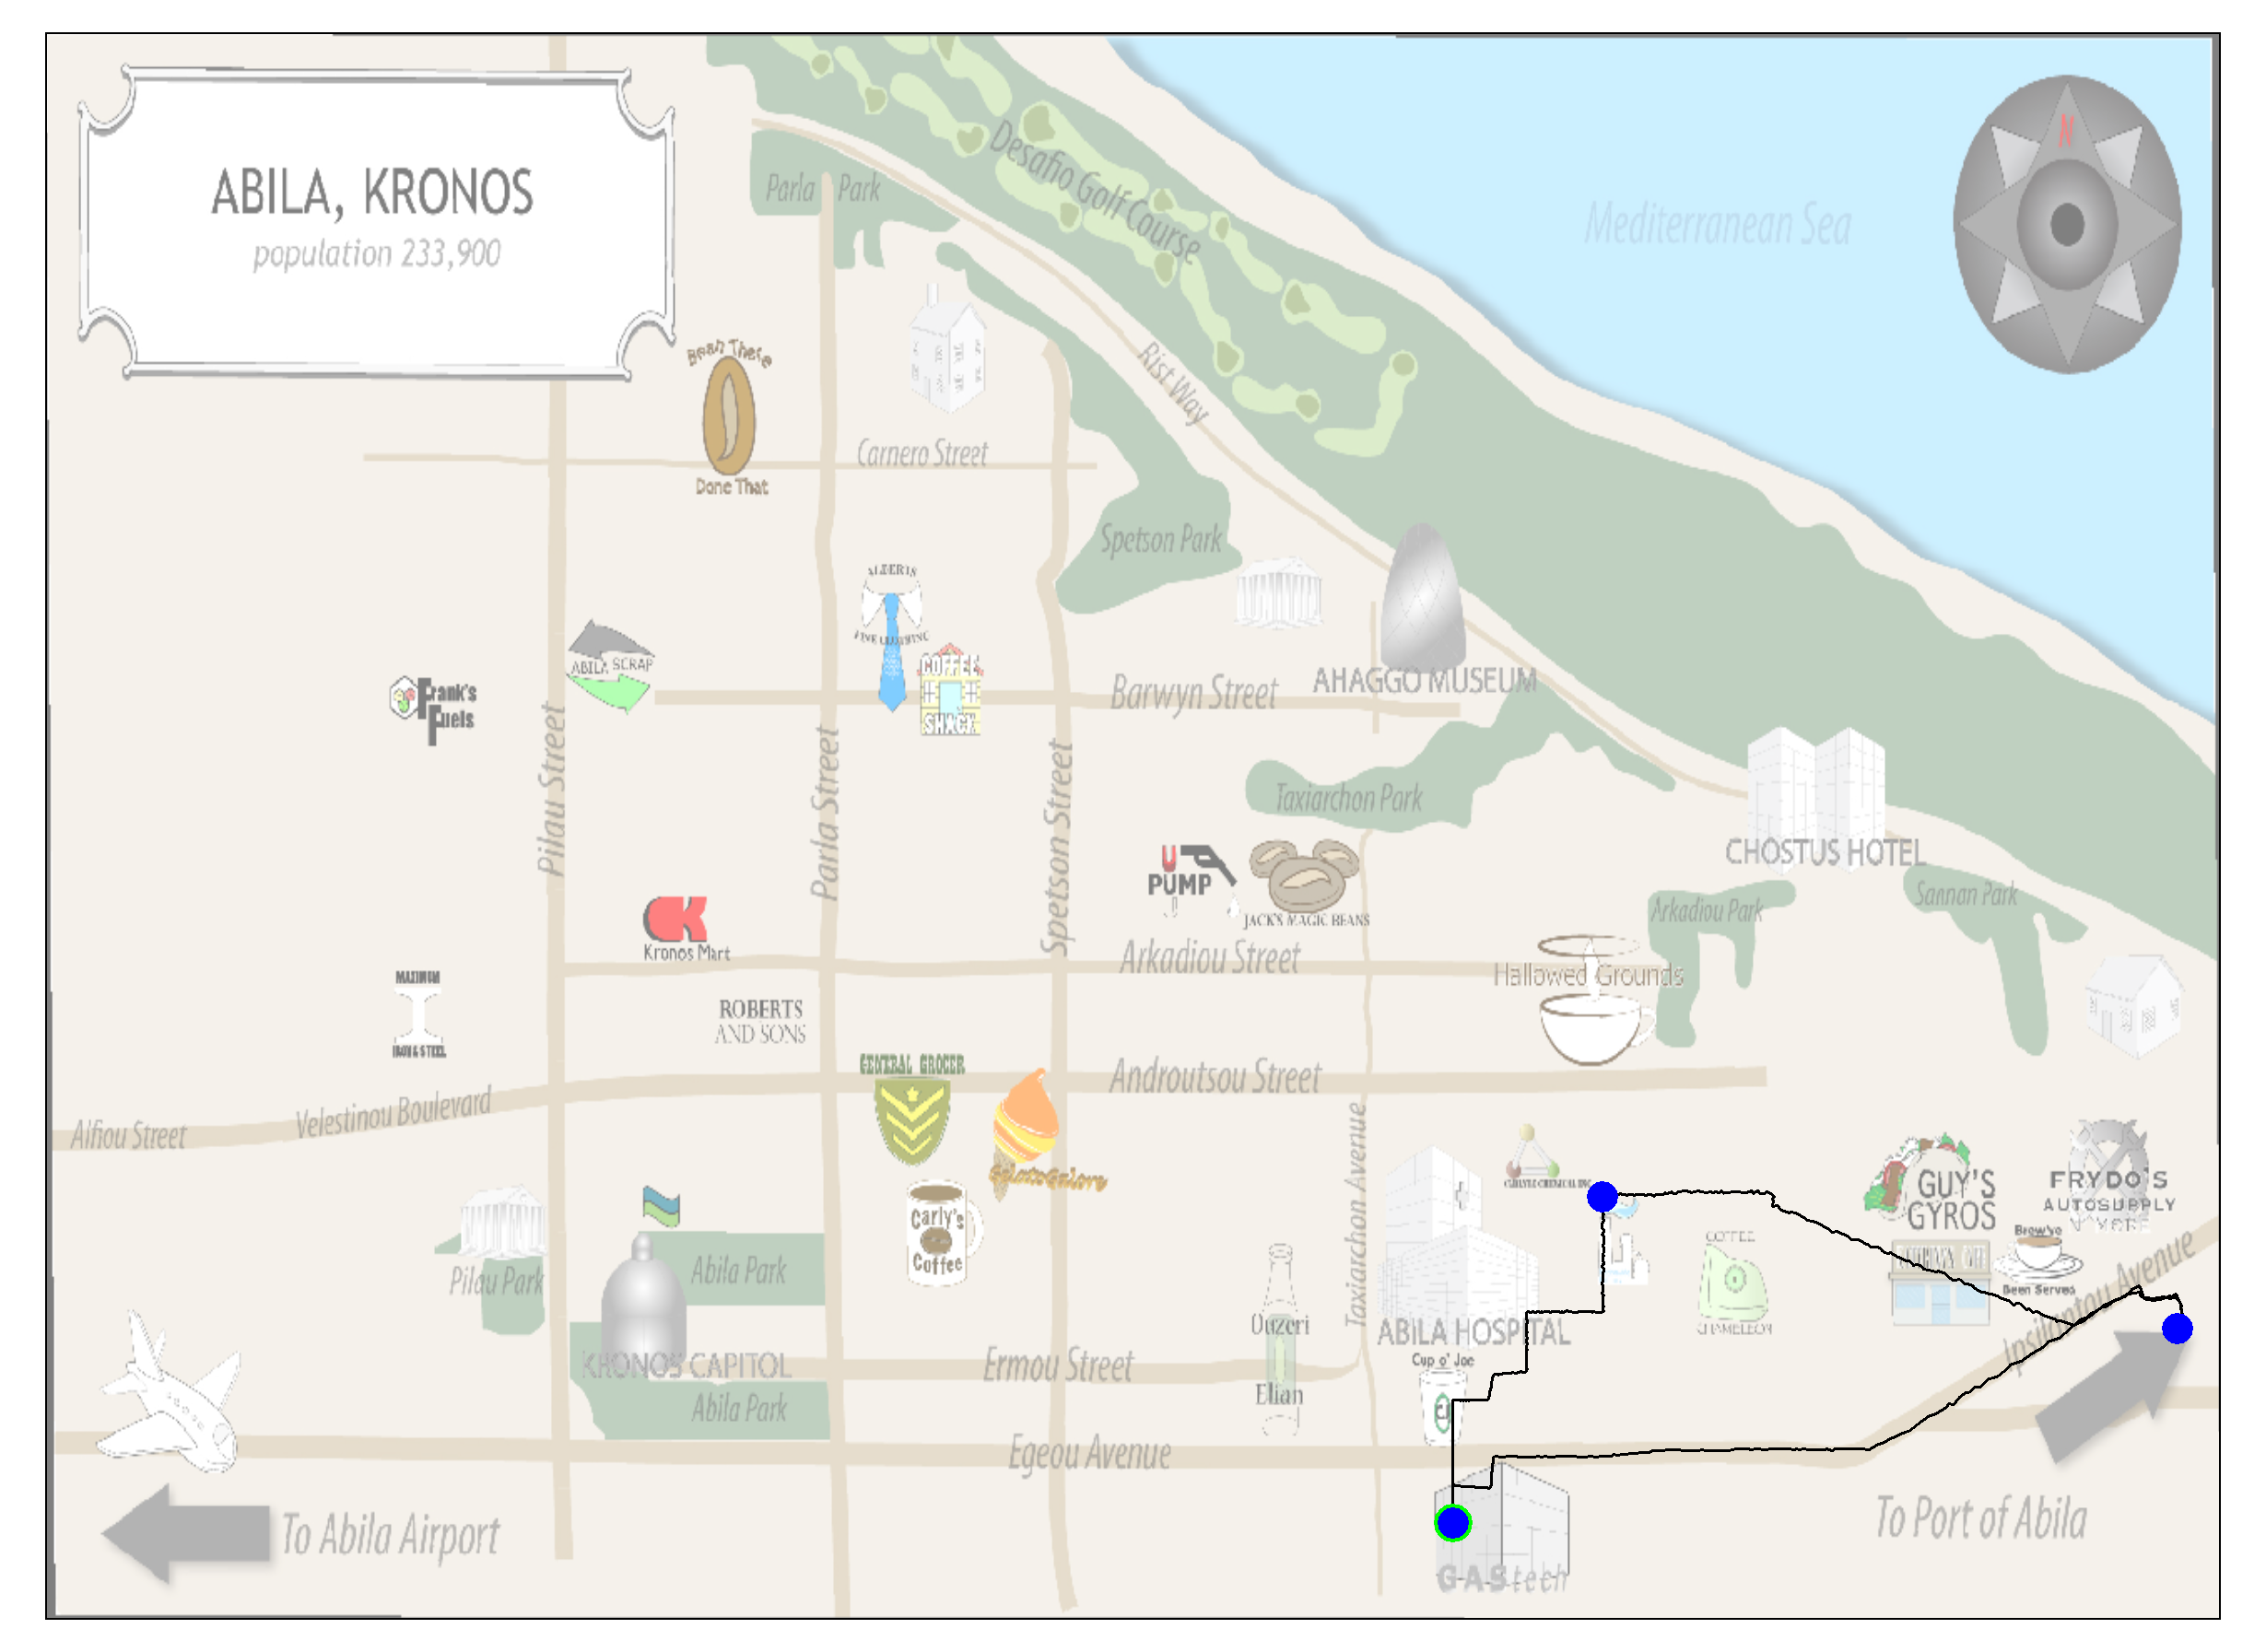 ABILA, KRONOS
population 233,900
N
Mediterranean Sea
Desafio Golf Course
Parla Park
Rist Way
Bean There
Done That
Carnero Street
Spetson Park
ALBERTS
FINE CLOTHING
ABILA SCRAP
Frank's
Fuels
COFFEE
SHACK
Barwyn Street
AHAGGO MUSEUM
Pilau Street
Parla Street
Spetson Street
Taxiarchon Park
CHOSTUS HOTEL
U
PUMP
JACK'S MAGIC BEANS
Arkadiou Park
Sannan Park
Kronos Mart
Arkadiou Street
Hallowed Grounds
MAXIMUM
IRON & STEEL
ROBERTS
AND SONS
GENERAL GROCER
Androutsou Street
Alfiou Street
Velestinou Boulevard
Taxiarchon Avenue
GelatoGalore
Carly's
Coffee
GUY'S
GYROS
FRYDO'S
AUTOSUPPLY
N' MORE
Brew've
Been Served
COFFEE
CHAMELEON
Pilau Park
Abila Park
Ouzeri
Elian
ABILA HOSPITAL
Cup o' Joe
Ipsilantou Avenue
KRONOS CAPITOL
Ermou Street
Abila Park
Egeou Avenue
To Abila Airport
To Port of Abila
GAStech